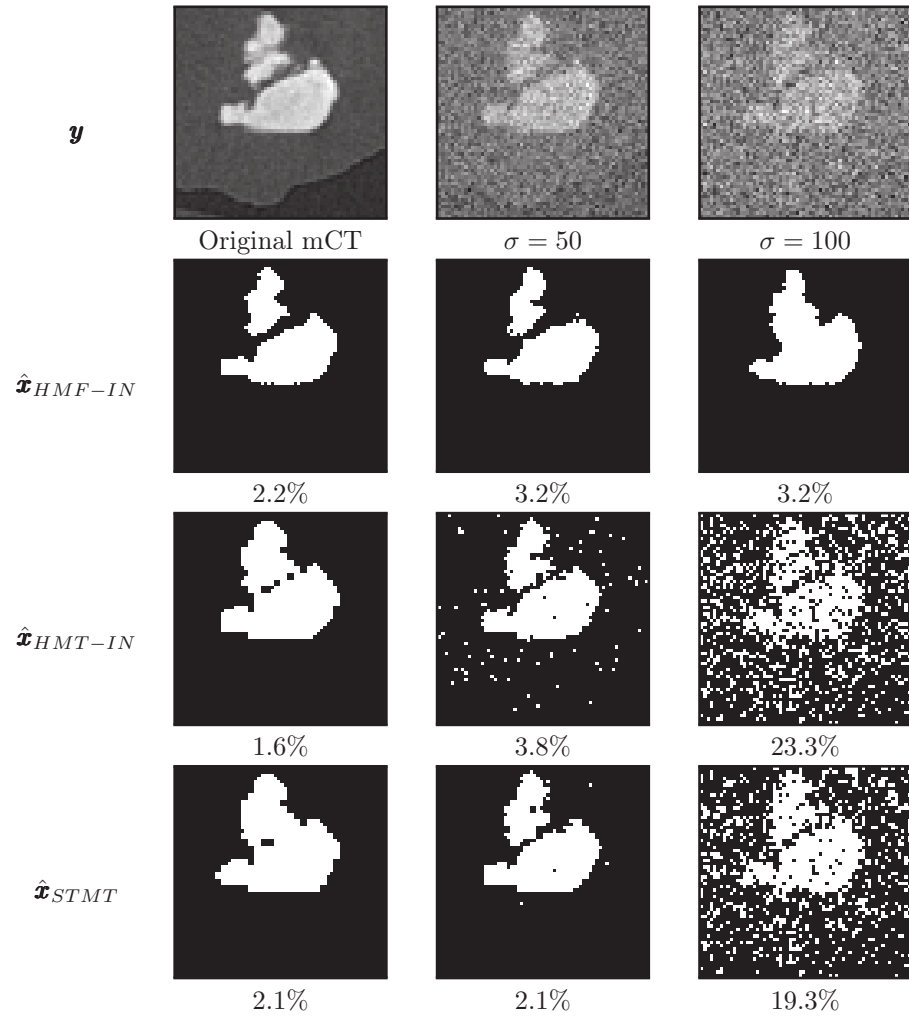 y
Original mCT σ = 50 σ = 100
x̂_{HMF−IN}
2.2% 3.2% 3.2%
x̂_{HMT−IN}
1.6% 3.8% 23.3%
x̂_{STMT}
2.1% 2.1% 19.3%